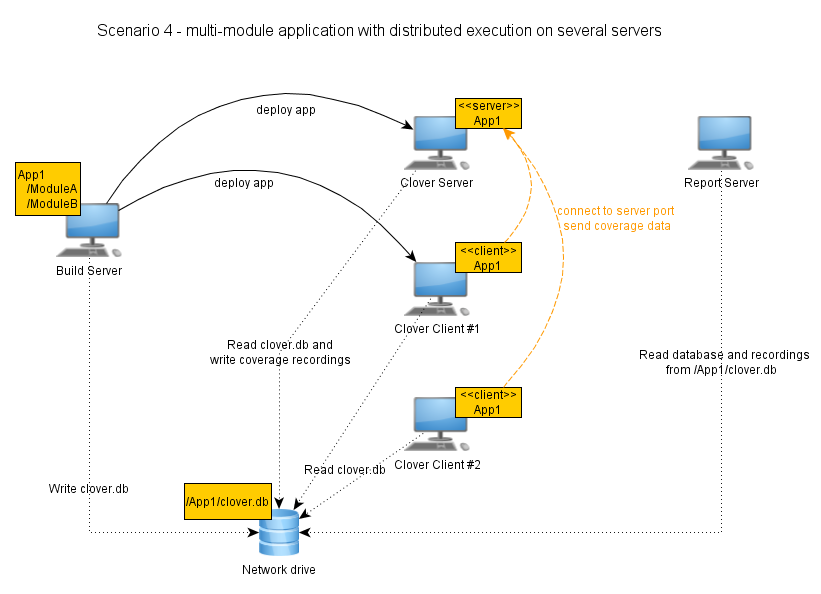 Scenario 4 - multi-module application with distributed execution on several servers
deploy app
<<server>>
App1
Clover Server
Report Server
App1
/ModuleA
/ModuleB
Build Server
deploy app
connect to server port
send coverage data
<<client>>
App1
Clover Client #1
Read clover.db and
write coverage recordings
Read database and recordings
from /App1/clover.db
<<client>>
App1
Clover Client #2
Read clover.db
Write clover.db
/App1/clover.db
Network drive